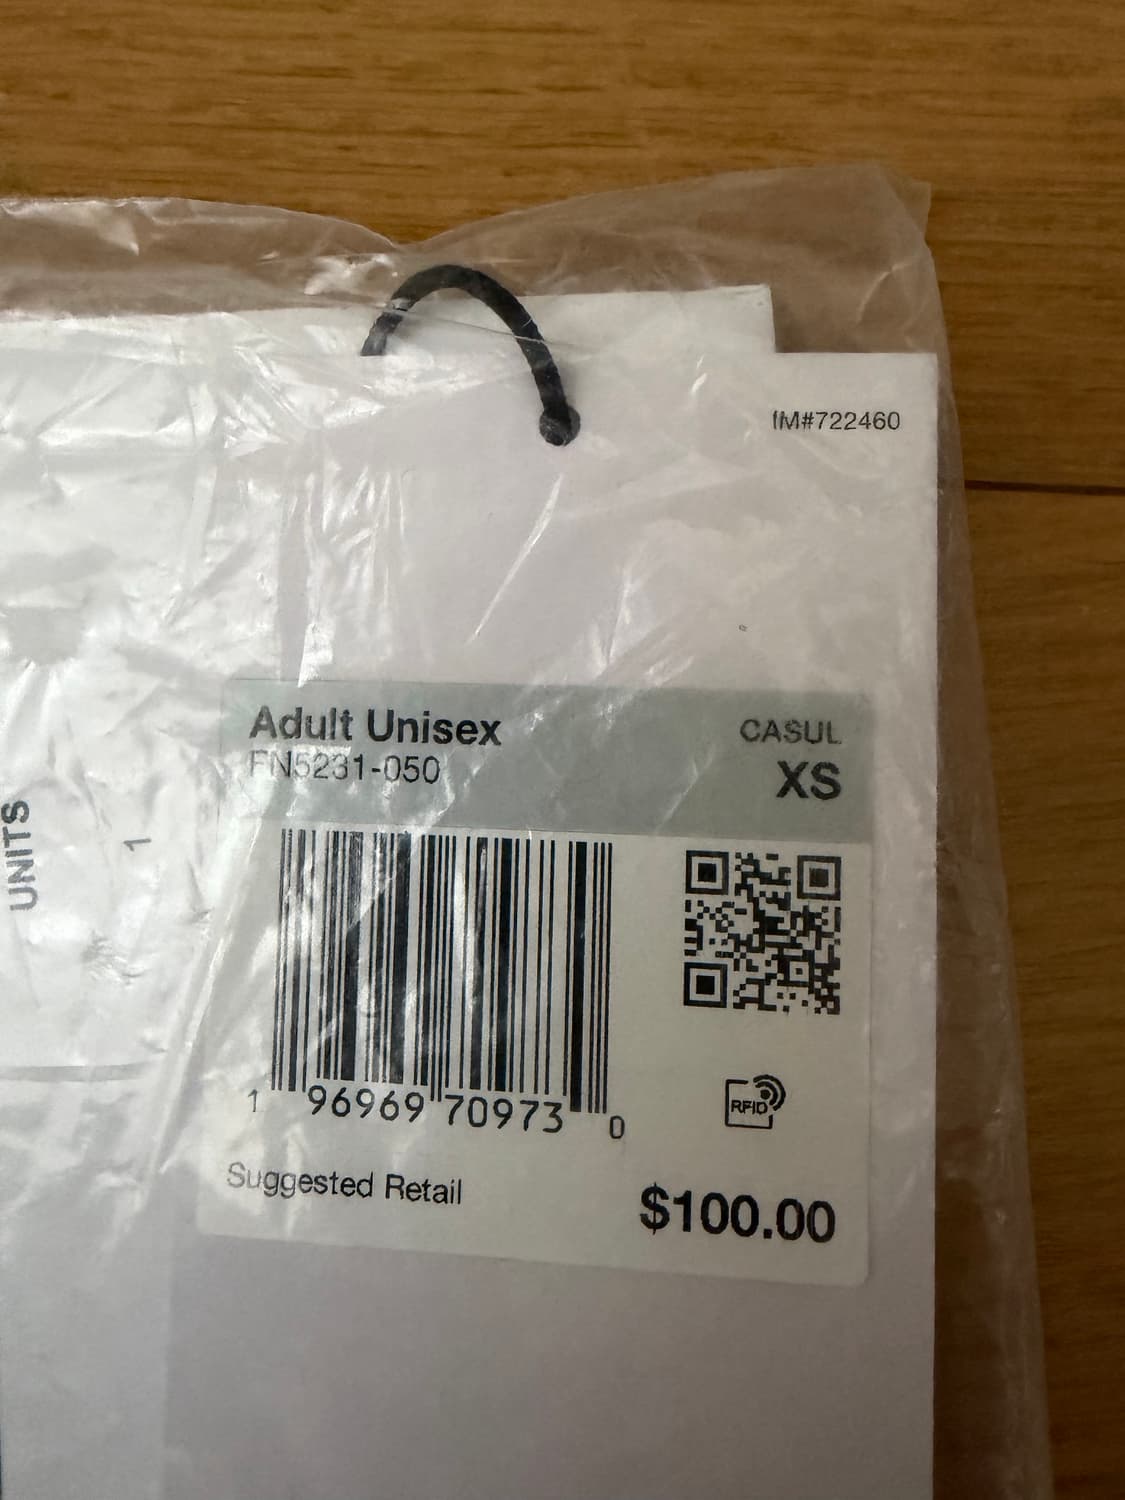 IM#722460
Adult Unisex
CASUL
FN5231-050
XS
UNITS
1
1 96969 70973 0
RFID
Suggested Retail
$100.00